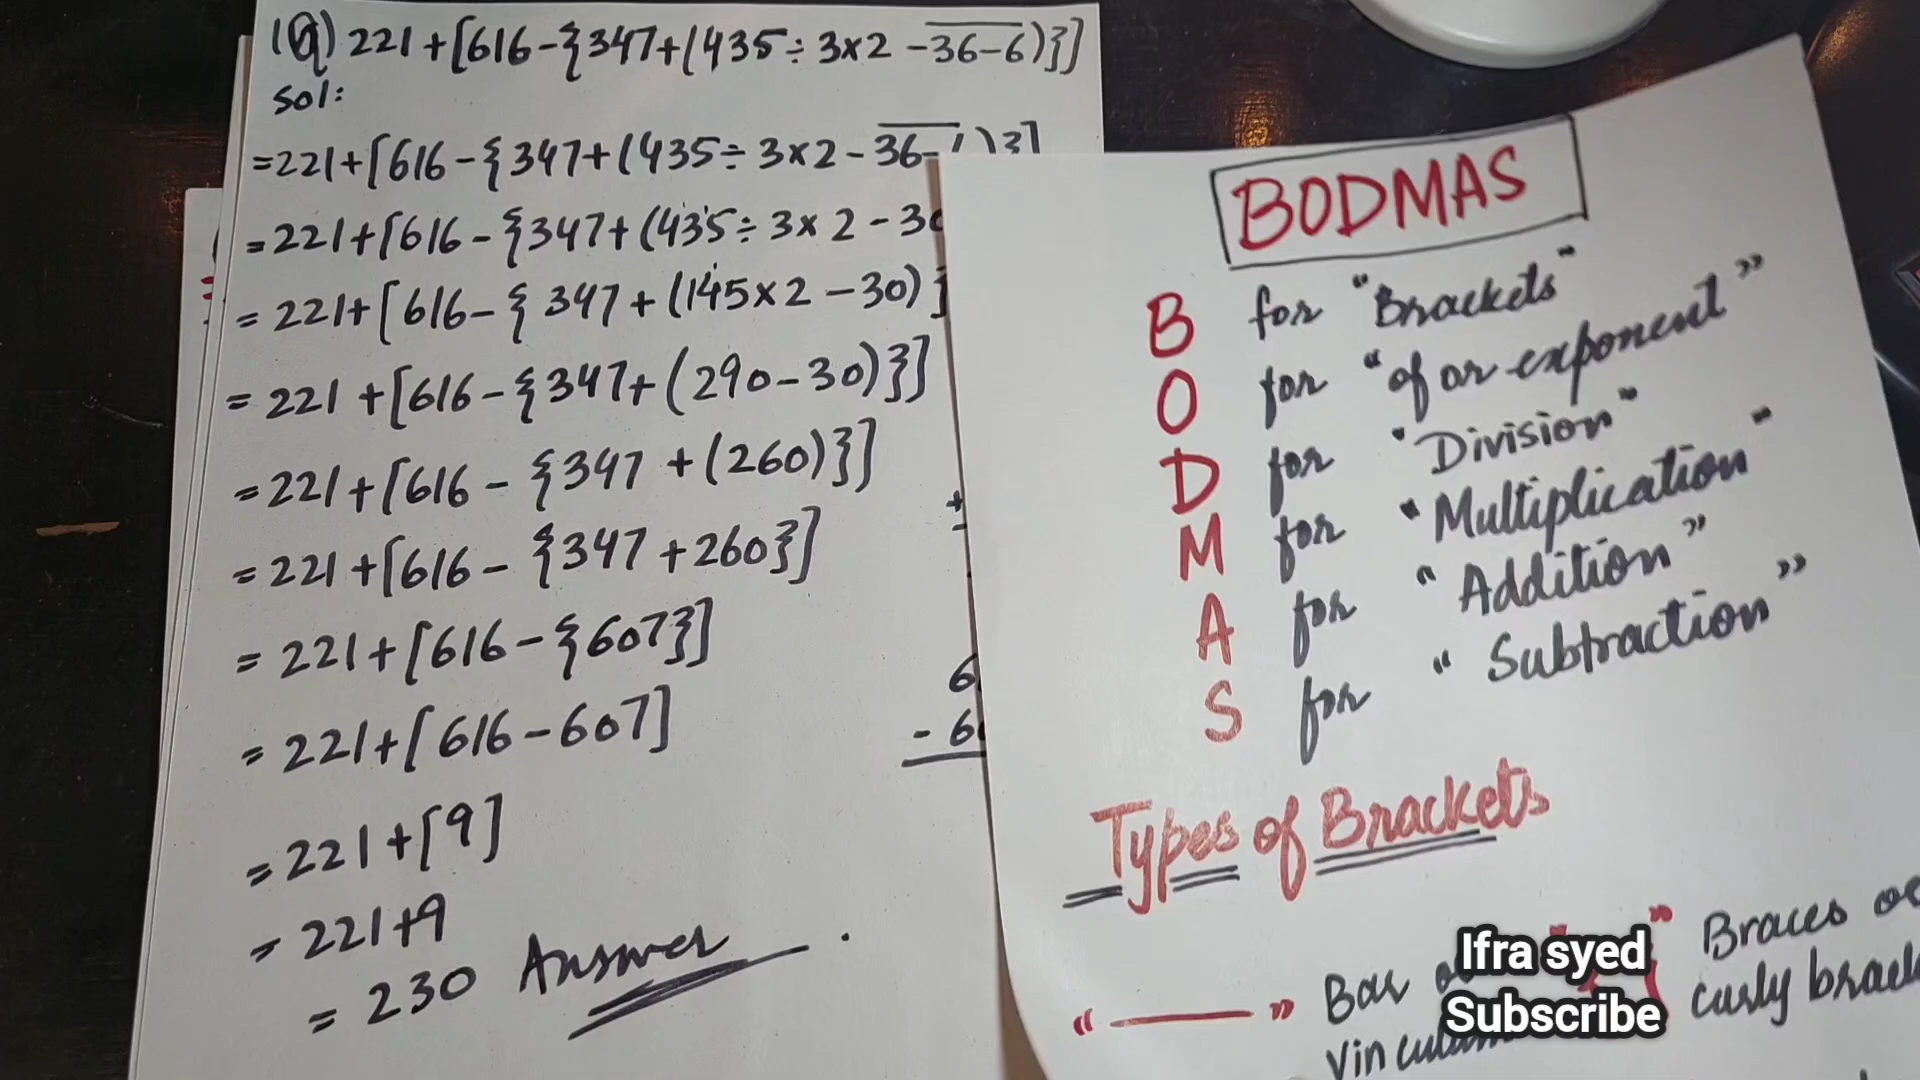 (Q) 221+[616-{347+(435÷3×2-3̅6̅-̅6̅)}]
Sol:
=221+[616-{347+(435÷3×2-3̅6̅-̅
=221+[616-{347+(435÷3×2-30
=221+[616-{347+(145×2-30)}
=221+[616-{347+(290-30)}]
=221+[616-{347+(260)}]
=221+[616-{347+260}]
=221+[616-{607}]
=221+[616-607]
=221+[9]
=221+9
=230 Answer
BODMAS
B for "Brackets"
O for "of or exponent"
D for "Division"
M for "Multiplication"
A for "Addition"
S for "Subtraction"
Types of Brackets
"—" Bar
Braces
curly
Ifra syed
Subscribe